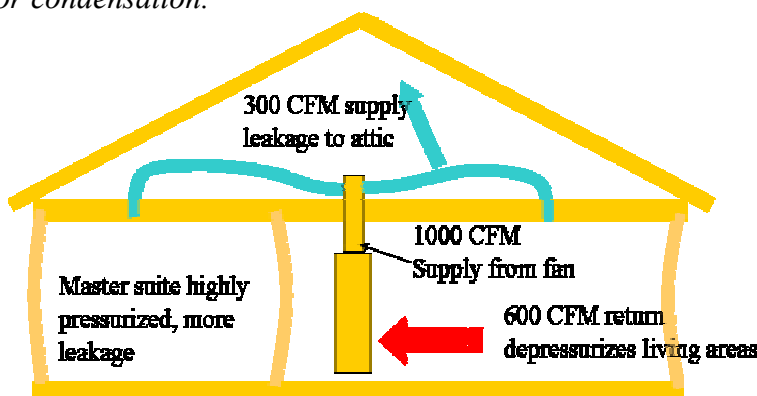 or condensation.
300 CFM supply
leakage to attic
1000 CFM
Supply from fan
Master suite highly
pressurized, more
leakage
600 CFM return
depressurizes living areas